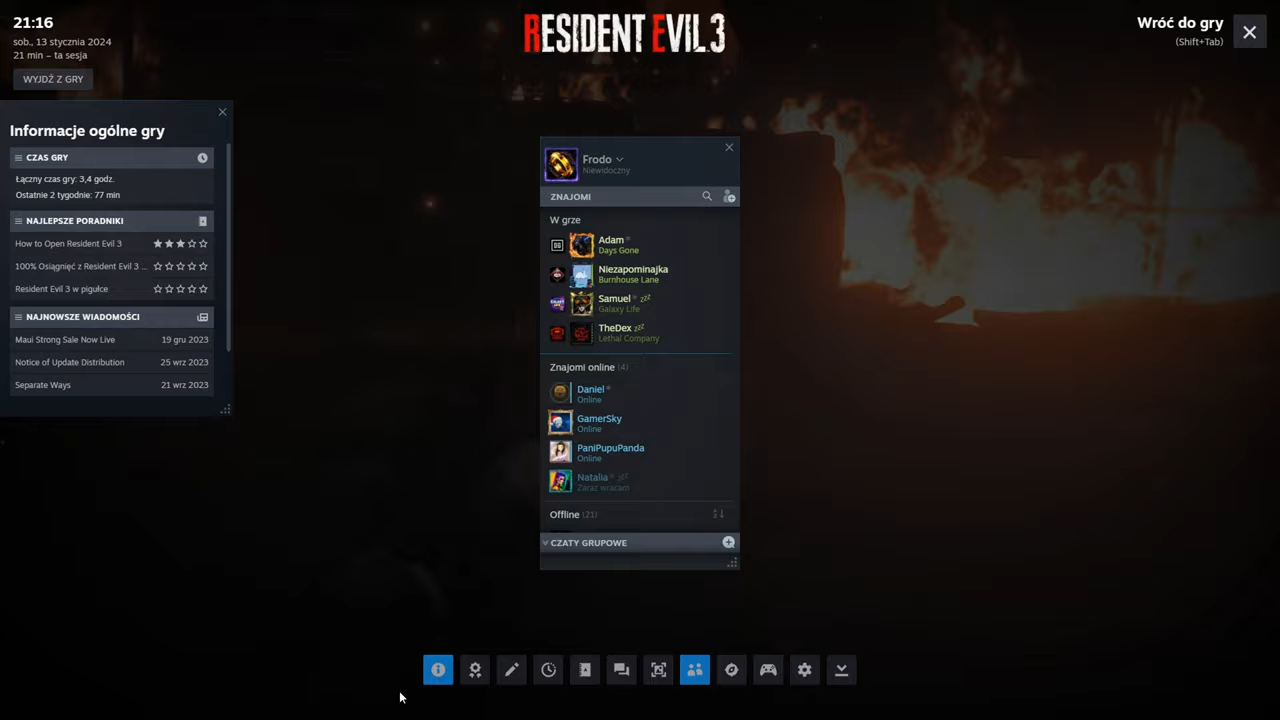 21:16
sob., 13 stycznia 2024
21 min – ta sesja
WYJDŹ Z GRY
RESIDENT EVIL 3
Wróć do gry
(Shift+Tab)
Informacje ogólne gry
CZAS GRY
Łączny czas gry: 3,4 godz.
Ostatnie 2 tygodnie: 77 min
NAJLEPSZE PORADNIKI
How to Open Resident Evil 3
100% Osiągnięć z Resident Evil 3 ...
Resident Evil 3 w pigułce
NAJNOWSZE WIADOMOŚCI
Maui Strong Sale Now Live 19 gru 2023
Notice of Update Distribution 25 wrz 2023
Separate Ways 21 wrz 2023
Frodo
Niewidoczny
ZNAJOMI
W grze
Adam
Days Gone
Niezapominajka
Burnhouse Lane
Samuel zzz
Galaxy Life
TheDex zzz
Lethal Company
Znajomi online (4)
Daniel
Online
GamerSky
Online
PaniPupuPanda
Online
Natalia zzz
Zaraz wracam
Offline (21)
CZATY GRUPOWE